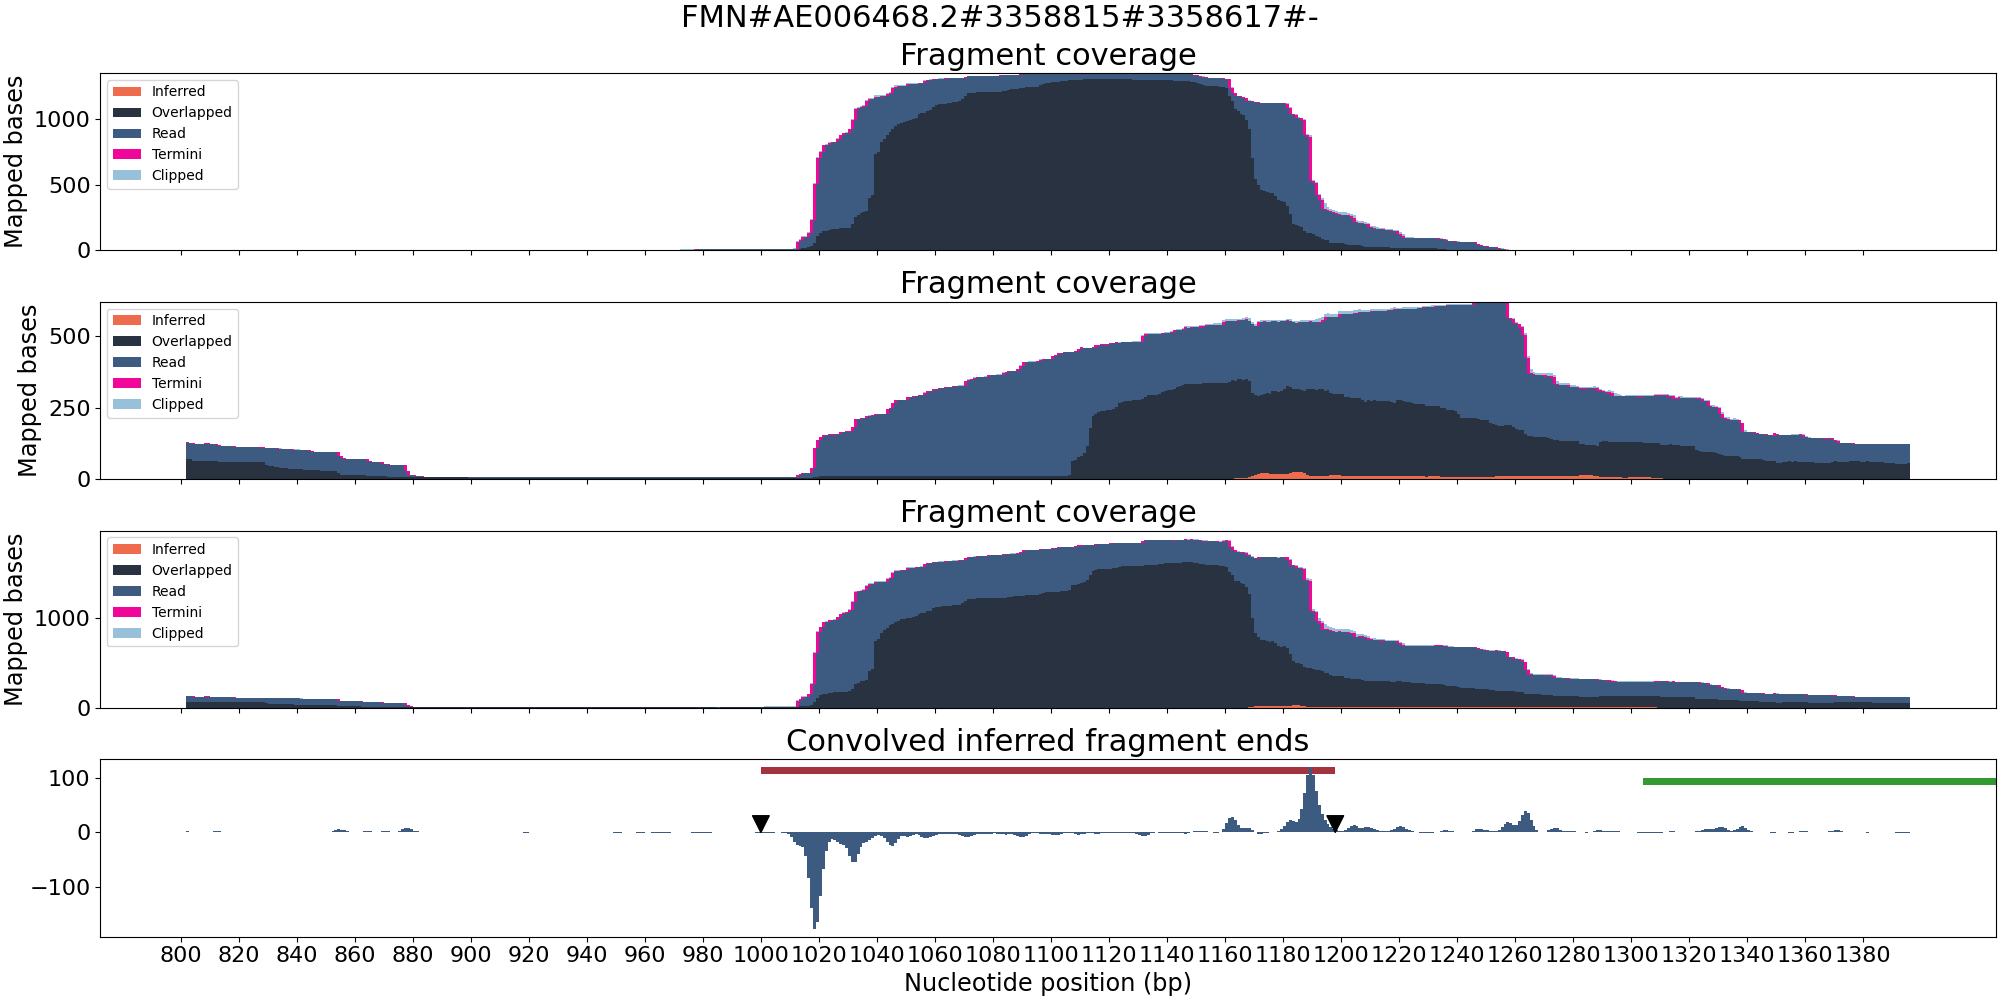 FMN#AE006468.2#3358815#3358617#-
Fragment coverage
Mapped bases
1000
500
0
Inferred
Overlapped
Read
Termini
Clipped
Fragment coverage
Mapped bases
500
250
0
Inferred
Overlapped
Read
Termini
Clipped
Fragment coverage
Mapped bases
1000
0
Inferred
Overlapped
Read
Termini
Clipped
Convolved inferred fragment ends
100
0
−100
800 820 840 860 880 900 920 940 960 980 1000 1020 1040 1060 1080 1100 1120 1140 1160 1180 1200 1220 1240 1260 1280 1300 1320 1340 1360 1380
Nucleotide position (bp)